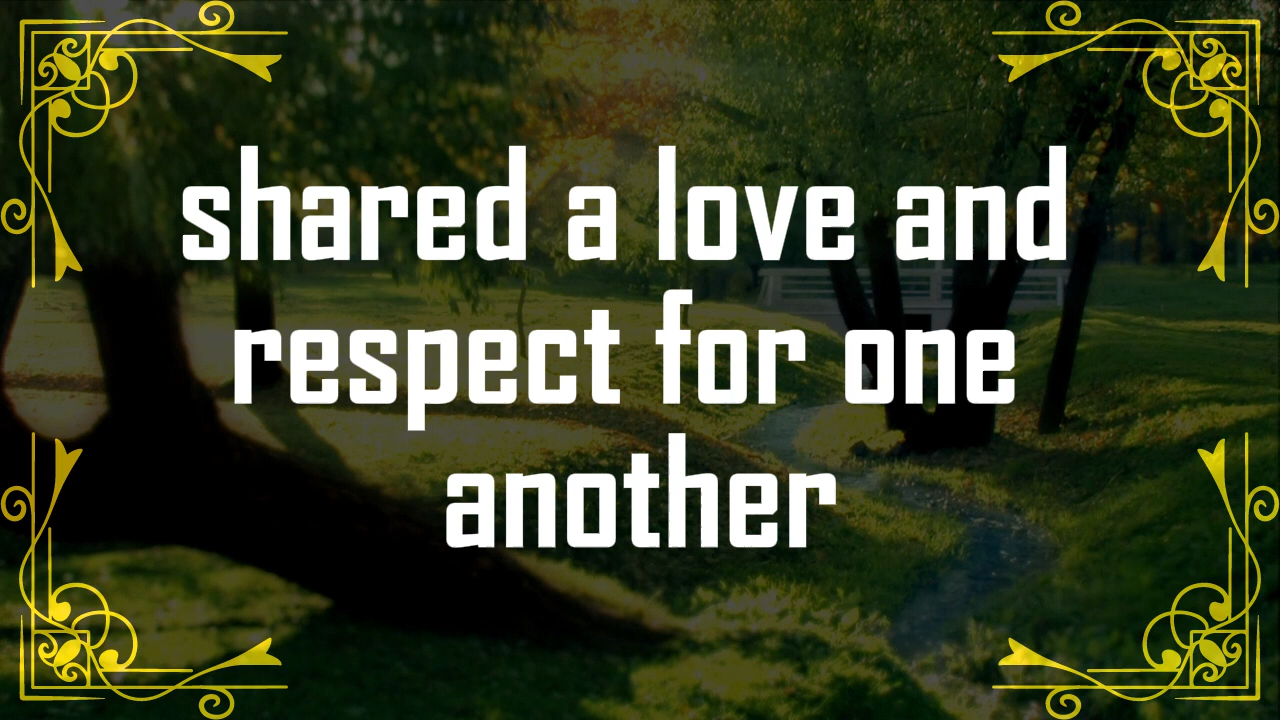 shared a love and
respect for one
another